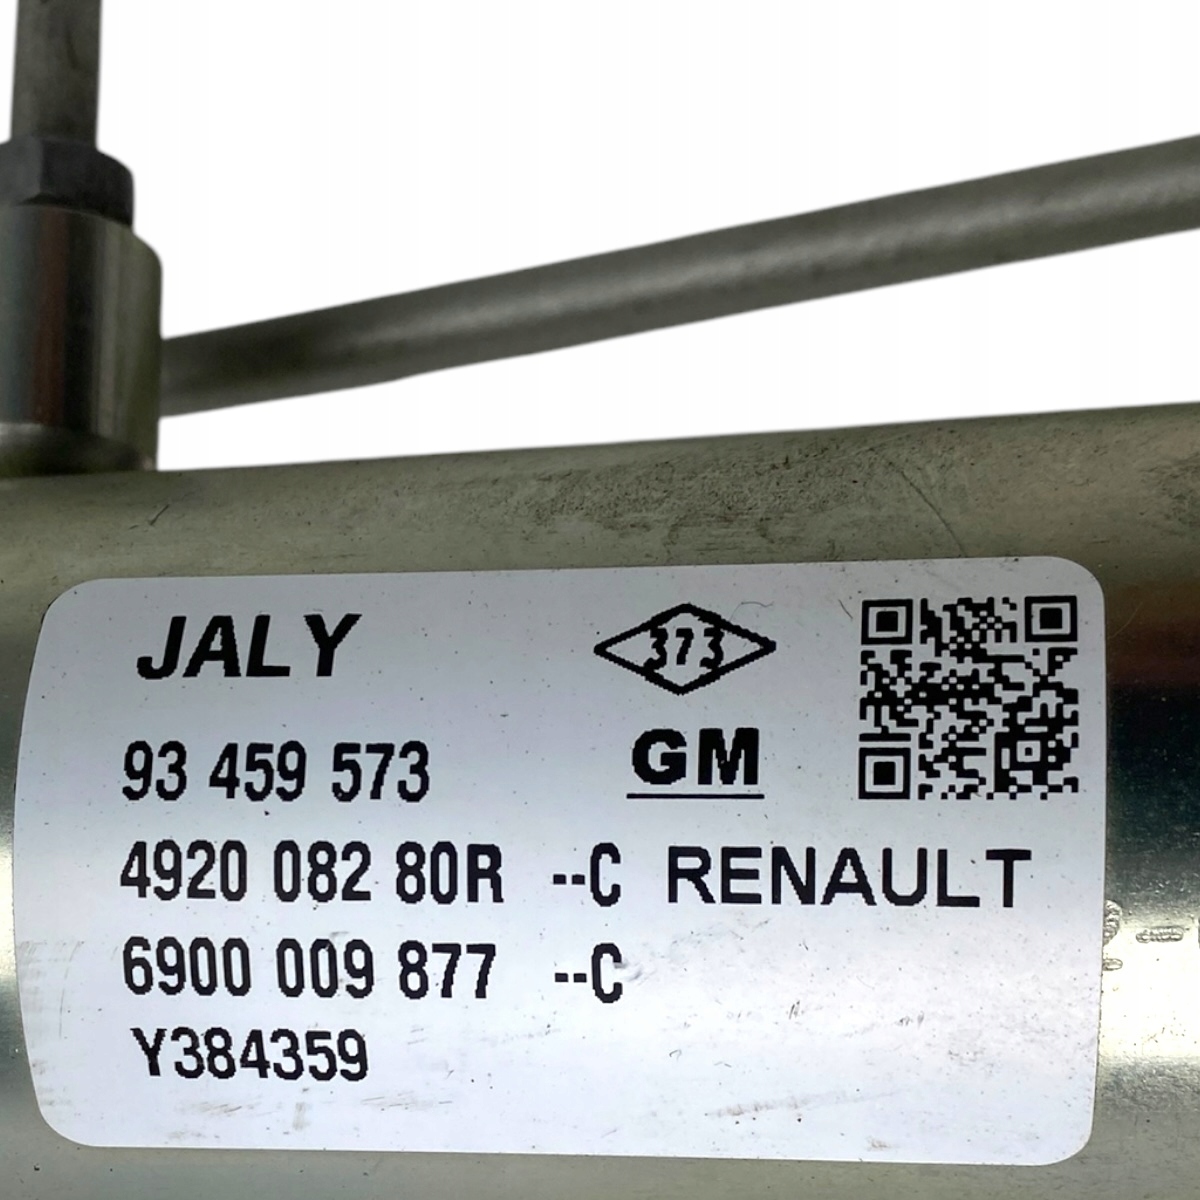 JALY
373
93 459 573
GM
4920 082 80R --C RENAULT
6900 009 877 --C
Y384359